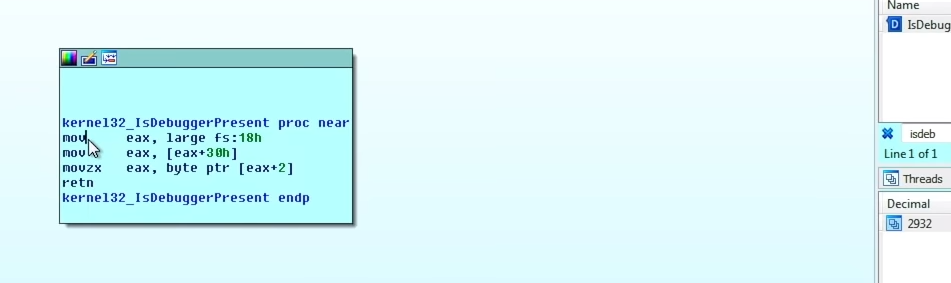 kernel32_IsDebuggerPresent proc near
mov eax, large fs:18h
mov eax, [eax+30h]
movzx eax, byte ptr [eax+2]
retn
kernel32_IsDebuggerPresent endp
Name
D IsDebug
isdeb
Line 1 of 1
Threads
Decimal
2932